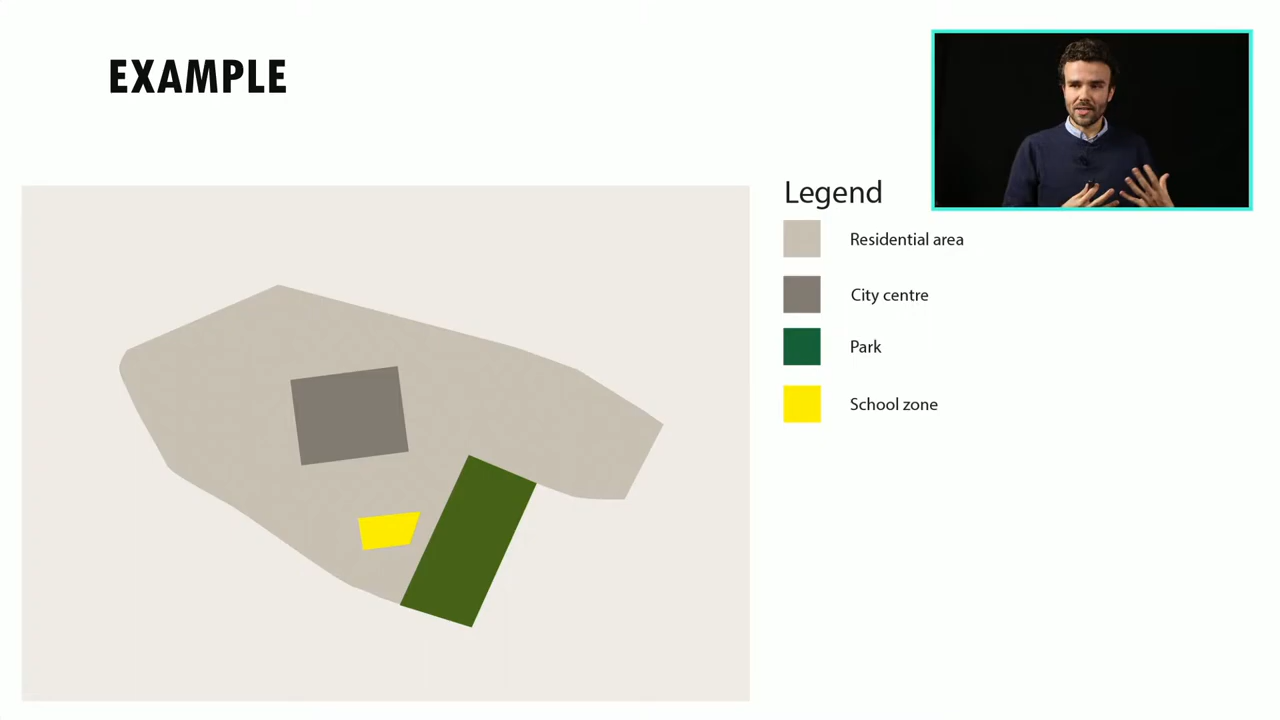 EXAMPLE
Legend
Residential area
City centre
Park
School zone